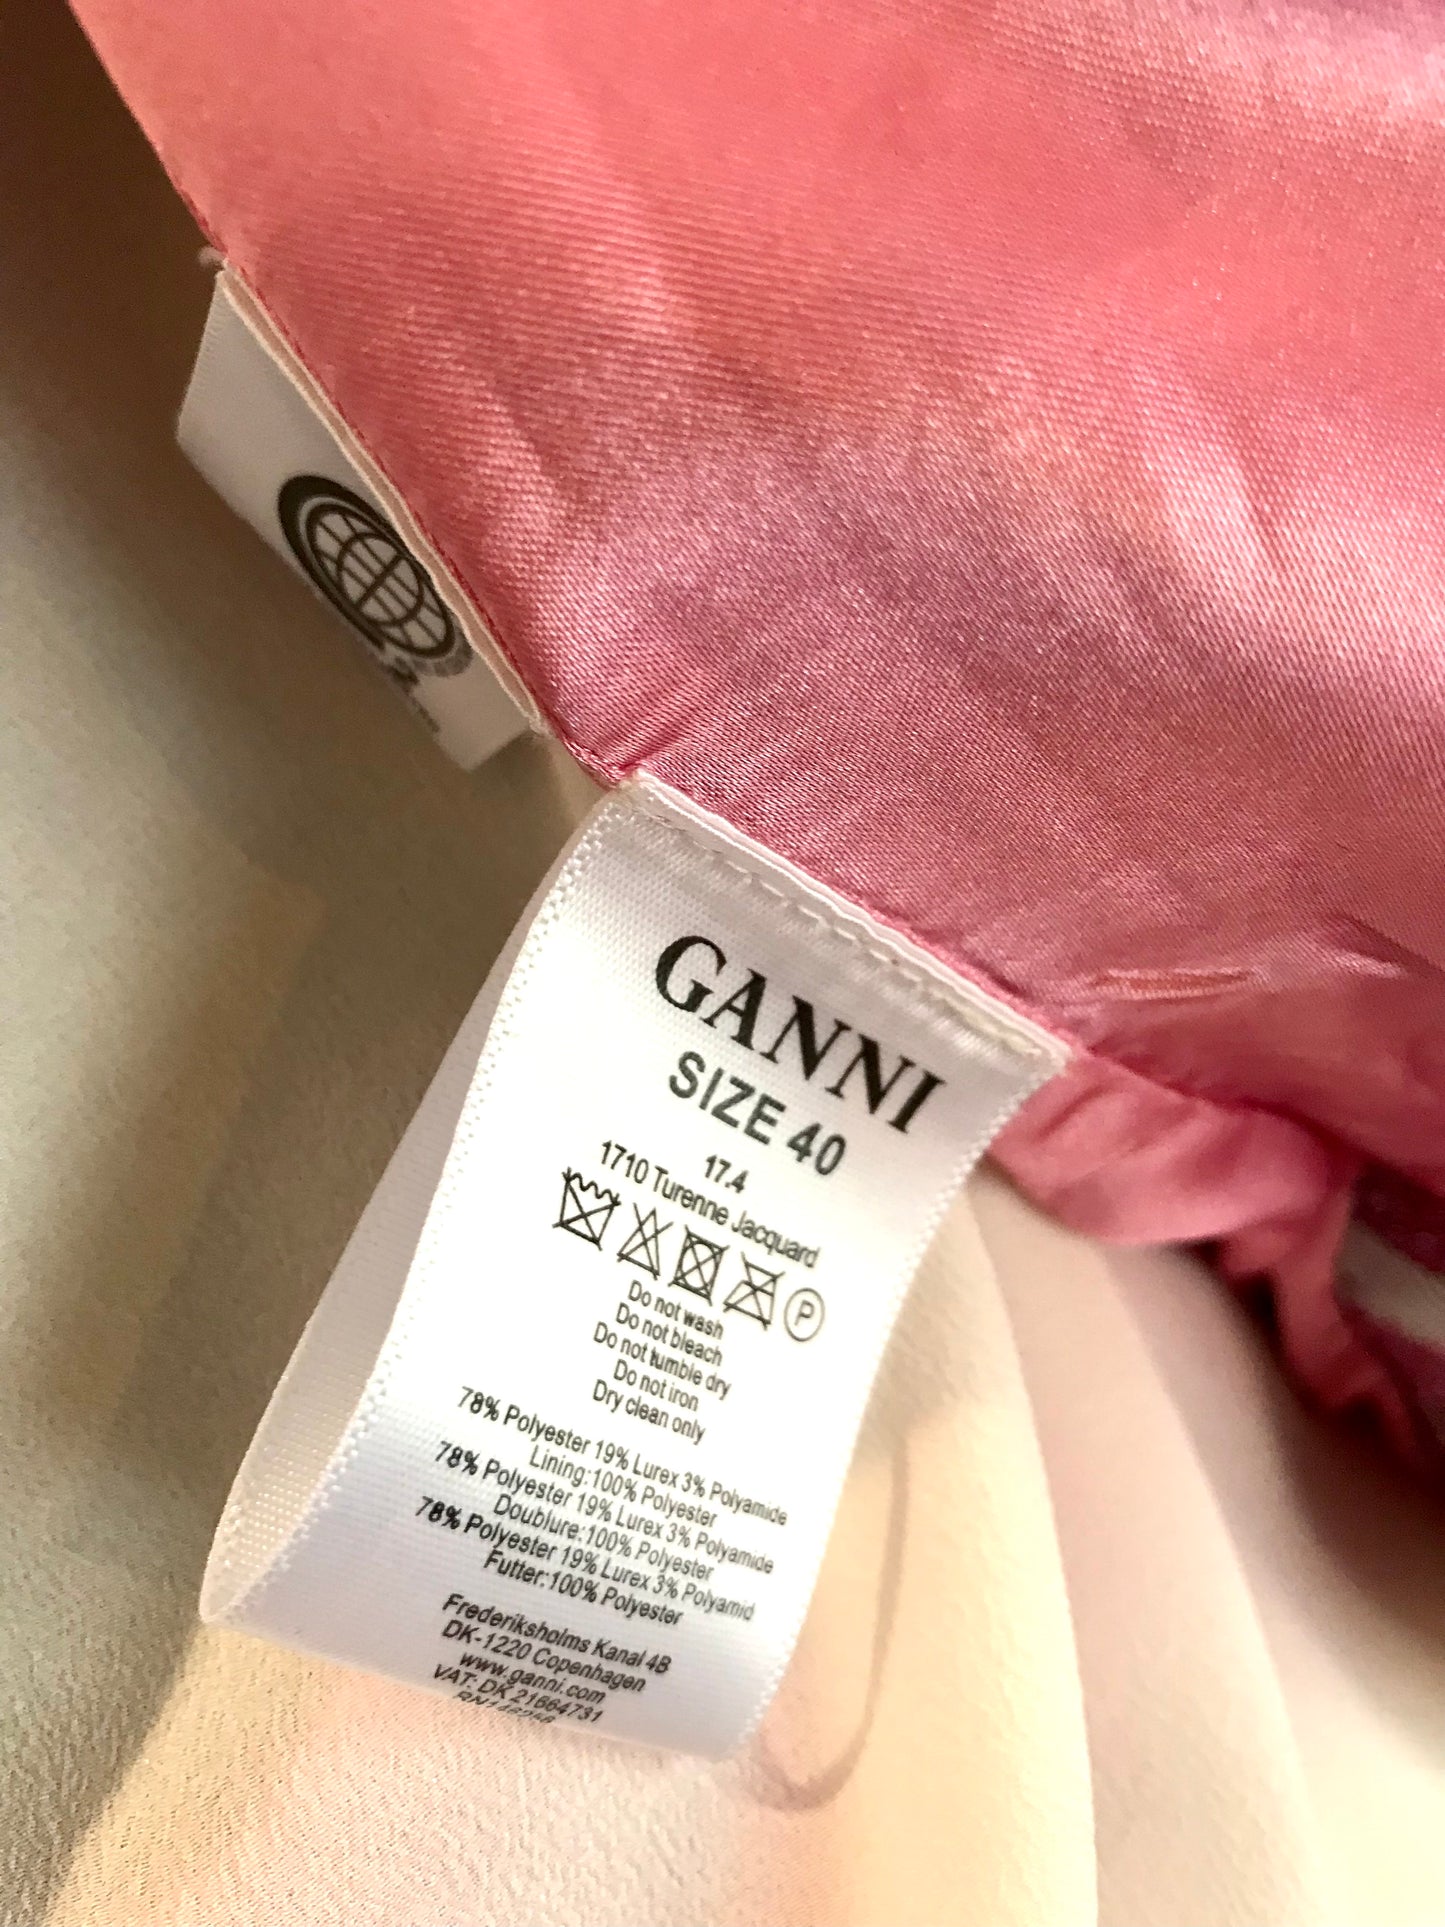 GANNI
SIZE 40
17.4
1710 Turenne Jacquard
P
Do not wash
Do not bleach
Do not tumble dry
Do not iron
Dry clean only
78% Polyester 19% Lurex 3% Polyamide
Lining:100% Polyester
78% Polyester 19% Lurex 3% Polyamide
Doublure:100% Polyester
78% Polyester 19% Lurex 3% Polyamid
Futter:100% Polyester
Frederiksholms Kanal 4B
DK-1220 Copenhagen
www.ganni.com
VAT: DK 21664731